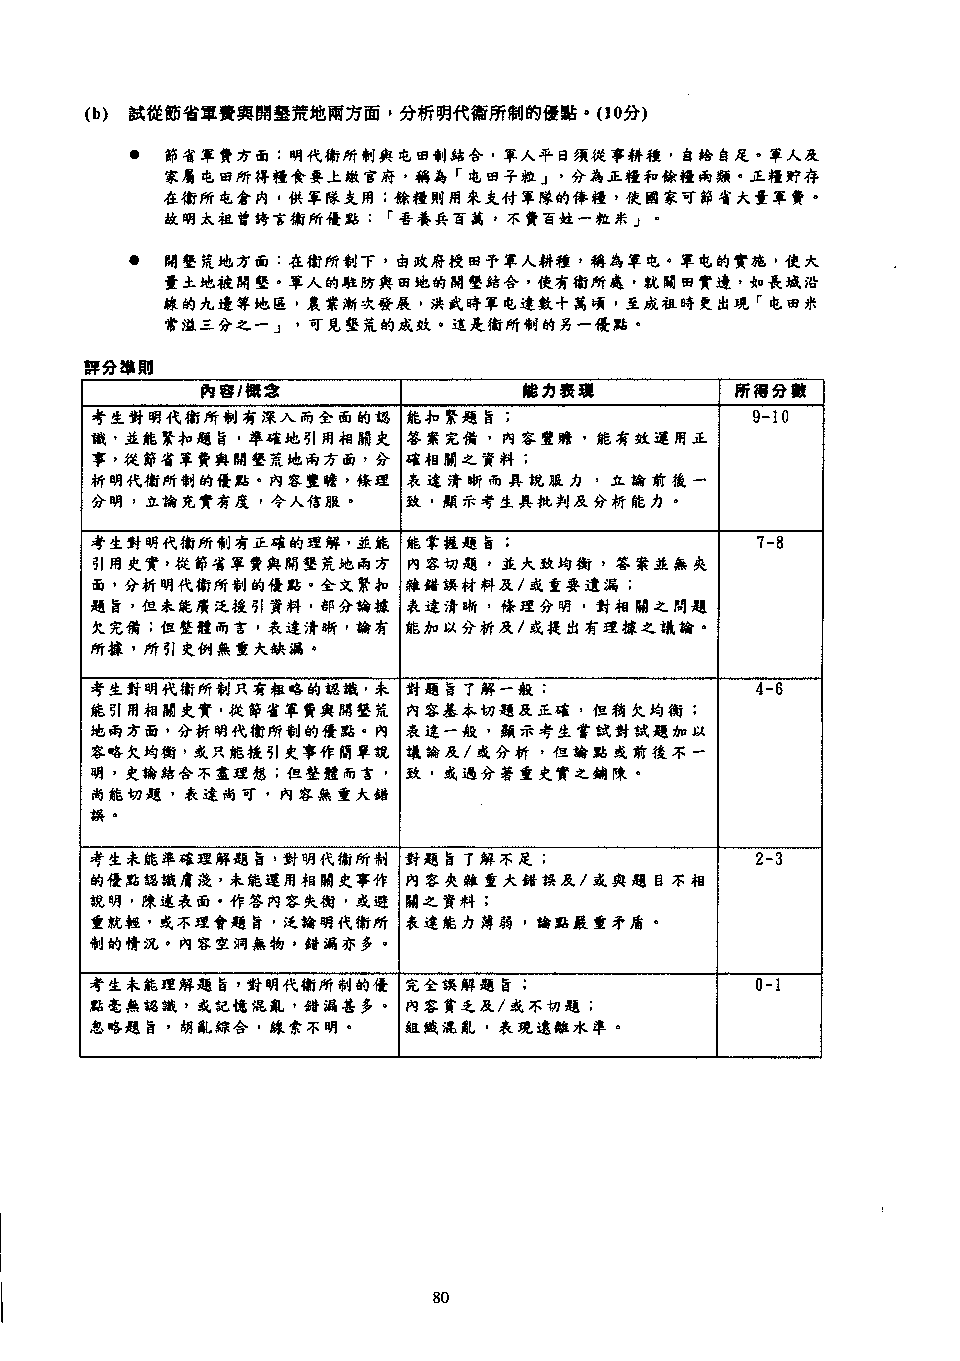 (b) 試從節省軍費與開墾荒地兩方面，分析明代衞所制的優點。(10分)
● 節省軍費方面：明代衞所制與屯田制結合，軍人平日須從事耕種，自給自足。軍人及
家屬屯田所得糧食要上繳官府，稱為「屯田子粒」，分為正糧和餘糧兩類。正糧貯存
在衞所屯倉內，供軍隊支用；餘糧則用來支付軍隊的俸糧，使國家可節省大量軍費。
故明太祖曾誇言衞所優點：「吾養兵百萬，不費百姓一粒米」。
● 開墾荒地方面：在衞所制下，由政府授田予軍人耕種，稱為軍屯。軍屯的實施，使大
量土地被開墾。軍人的駐防與田地的開墾結合，使有衞所處，就闢田實邊，如長城沿
線的九邊等地區，農業漸次發展，洪武時軍屯達數十萬頃，至成祖時更出現「屯田米
常溢三分之一」，可見墾荒的成效。這是衞所制的另一優點。
評分準則
內容/概念 能力表現 所得分數
考生對明代衞所制有深入而全面的認
識，並能緊扣題旨，準確地引用相關史
事，從節省軍費與開墾荒地兩方面，分
析明代衞所制的優點。內容豐贍，條理
分明，立論充實有度，令人信服。
能扣緊題旨；
答案完備，內容豐贍，能有效運用正
確相關之資料；
表達清晰而具說服力，立論前後一
致，顯示考生具批判及分析能力。
9-10
考生對明代衞所制有正確的理解，並能
引用史實，從節省軍費與開墾荒地兩方
面，分析明代衞所制的優點。全文緊扣
題旨，但未能廣泛援引資料，部分論據
欠完備；但整體而言，表達清晰，論有
所據，所引史例無重大缺漏。
能掌握題旨；
內容切題，並大致均衡，答案並無夾
雜錯誤材料及/或重要遺漏；
表達清晰，條理分明，對相關之問題
能加以分析及/或提出有理據之議論。
7-8
考生對明代衞所制只有粗略的認識，未
能引用相關史實，從節省軍費與開墾荒
地兩方面，分析明代衞所制的優點。內
容略欠均衡，或只能援引史事作簡單說
明，史論結合不盡理想；但整體而言，
尚能切題，表達尚可，內容無重大錯
誤。
對題旨了解一般；
內容基本切題及正確，但稍欠均衡；
表達一般，顯示考生嘗試對試題加以
議論及/或分析，但論點或前後不一
致，或過分著重史實之鋪陳。
4-6
考生未能準確理解題旨，對明代衞所制
的優點認識膚淺，未能運用相關史事作
說明，陳述表面。作答內容失衡，或避
重就輕，或不理會題旨，泛論明代衞所
制的情況。內容空洞無物，錯漏亦多。
對題旨了解不足；
內容夾雜重大錯誤及/或與題目不相
關之資料；
表達能力薄弱，論點嚴重矛盾。
2-3
考生未能理解題旨，對明代衞所制的優
點毫無認識，或記憶混亂，錯漏甚多。
忽略題旨，胡亂綜合，線索不明。
完全誤解題旨；
內容貧乏及/或不切題；
組織混亂，表現遠離水準。
0-1
80